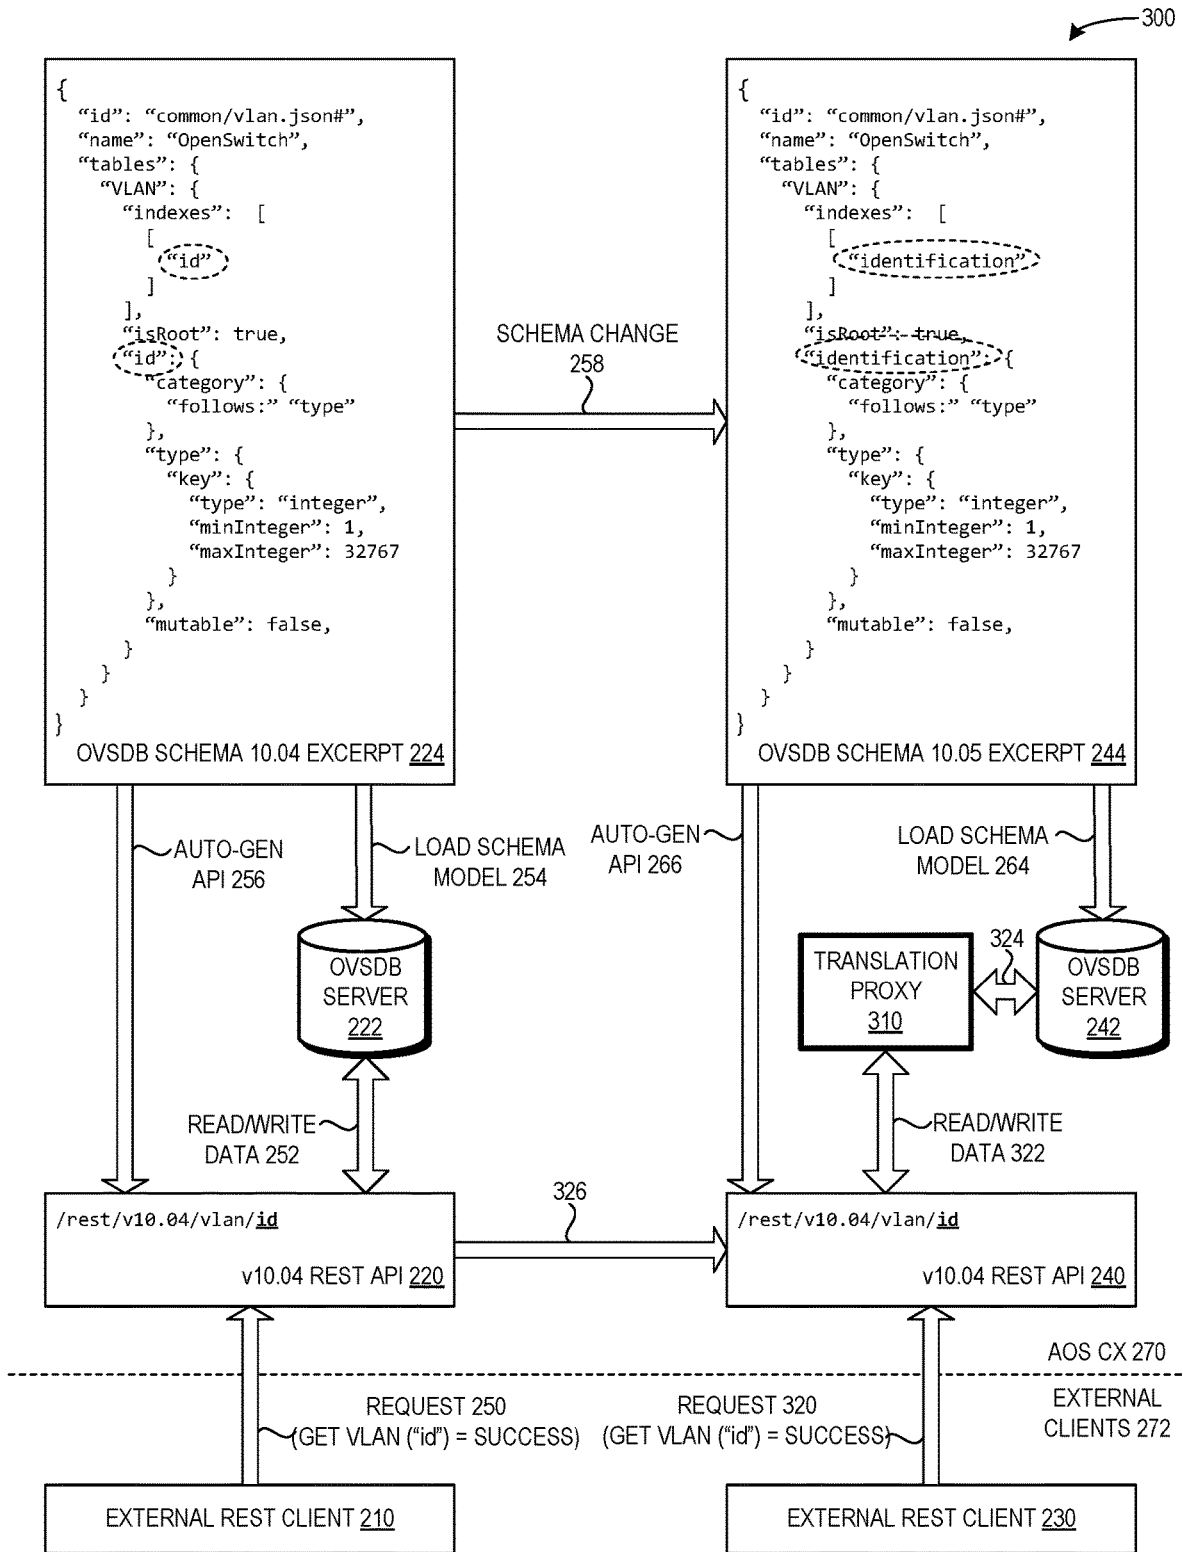 300
{
“id”: “common/vlan.json#”,
“name”: “OpenSwitch”,
“tables”: {
“VLAN”: {
“indexes”: [
[
“id”
]
],
“isRoot”: true,
“id”: {
“category”: {
“follows:” “type”
},
“type”: {
“key”: {
“type”: “integer”,
“minInteger”: 1,
“maxInteger”: 32767
}
},
“mutable”: false,
}
}
}
}
OVSDB SCHEMA 10.04 EXCERPT 224
SCHEMA CHANGE
258
{
“id”: “common/vlan.json#”,
“name”: “OpenSwitch”,
“tables”: {
“VLAN”: {
“indexes”: [
[
“identification”
]
],
“isRoot”: true,
“identification”: {
“category”: {
“follows:” “type”
},
“type”: {
“key”: {
“type”: “integer”,
“minInteger”: 1,
“maxInteger”: 32767
}
},
“mutable”: false,
}
}
}
}
OVSDB SCHEMA 10.05 EXCERPT 244
AUTO-GEN
API 256
LOAD SCHEMA
MODEL 254
AUTO-GEN
API 266
LOAD SCHEMA
MODEL 264
OVSDB
SERVER
222
TRANSLATION
PROXY
310
324
OVSDB
SERVER
242
READ/WRITE
DATA 252
READ/WRITE
DATA 322
/rest/v10.04/vlan/id
v10.04 REST API 220
326
/rest/v10.04/vlan/id
v10.04 REST API 240
AOS CX 270
EXTERNAL
CLIENTS 272
REQUEST 250
(GET VLAN (“id”) = SUCCESS)
REQUEST 320
(GET VLAN (“id”) = SUCCESS)
EXTERNAL REST CLIENT 210
EXTERNAL REST CLIENT 230